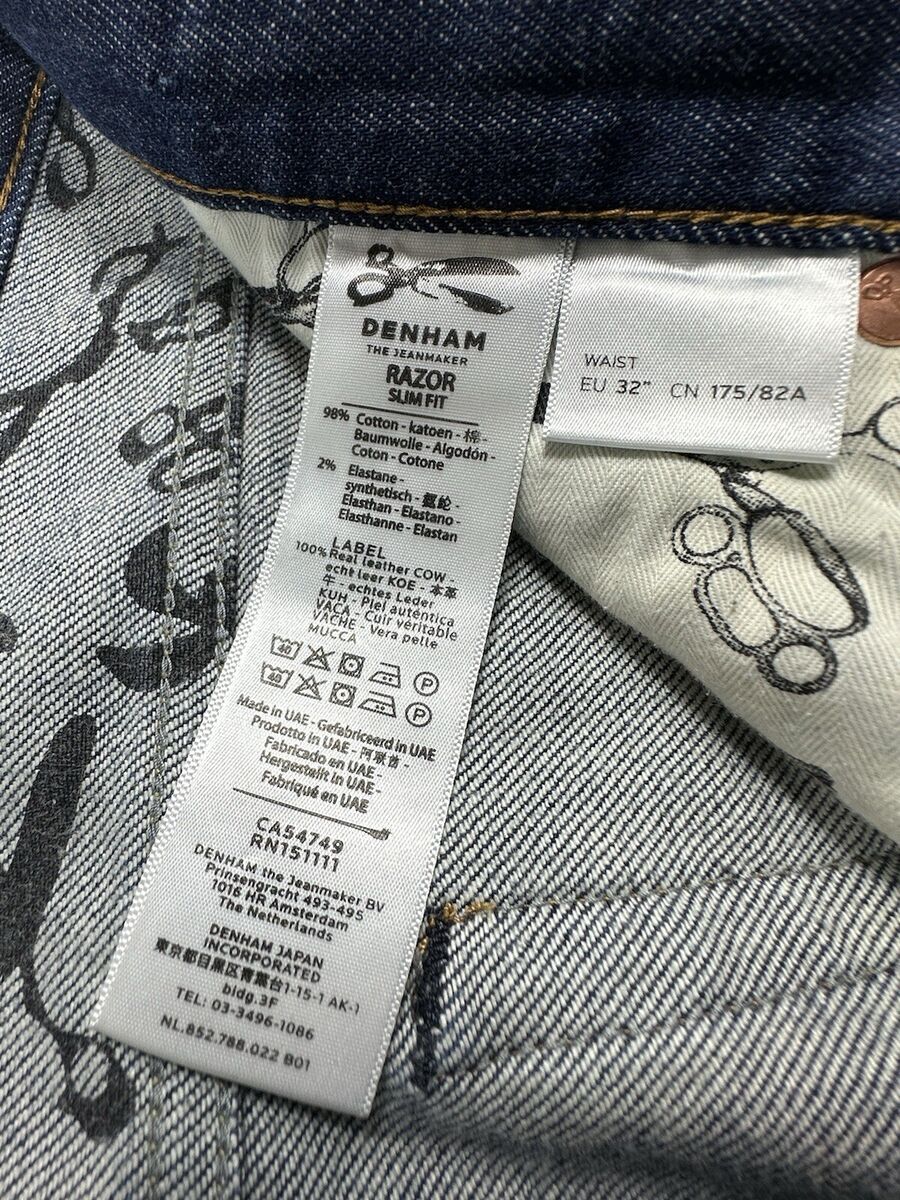 DENHAM
THE JEANMAKER
RAZOR
SLIM FIT
98% Cotton - katoen - 棉 -
Baumwolle - Algodón -
Coton - Cotone
2% Elastane -
synthetisch - 氨纶 -
Elasthan - Elastano -
Elasthanne - Elastan
LABEL
100% Real leather COW -
echt leer KOE - 本革
牛 - echtes Leder
KUH - Piel auténtica
VACA - Cuir véritable
VACHE - Vera pelle
MUCCA
40 P
40 P
Made in UAE - Gefabriceerd in UAE
Prodotto in UAE - 阿联酋 -
Fabricado en UAE -
Hergestellt in UAE -
Fabriqué en UAE
CA54749
RN151111
DENHAM the Jeanmaker BV
Prinsengracht 493-495
1016 HR Amsterdam
The Netherlands
DENHAM JAPAN
INCORPORATED
東京都目黒区青葉台1-15-1 AK-1
bldg.3F
TEL: 03-3496-1086
NL.852.788.022 B01
WAIST
EU 32" CN 175/82A